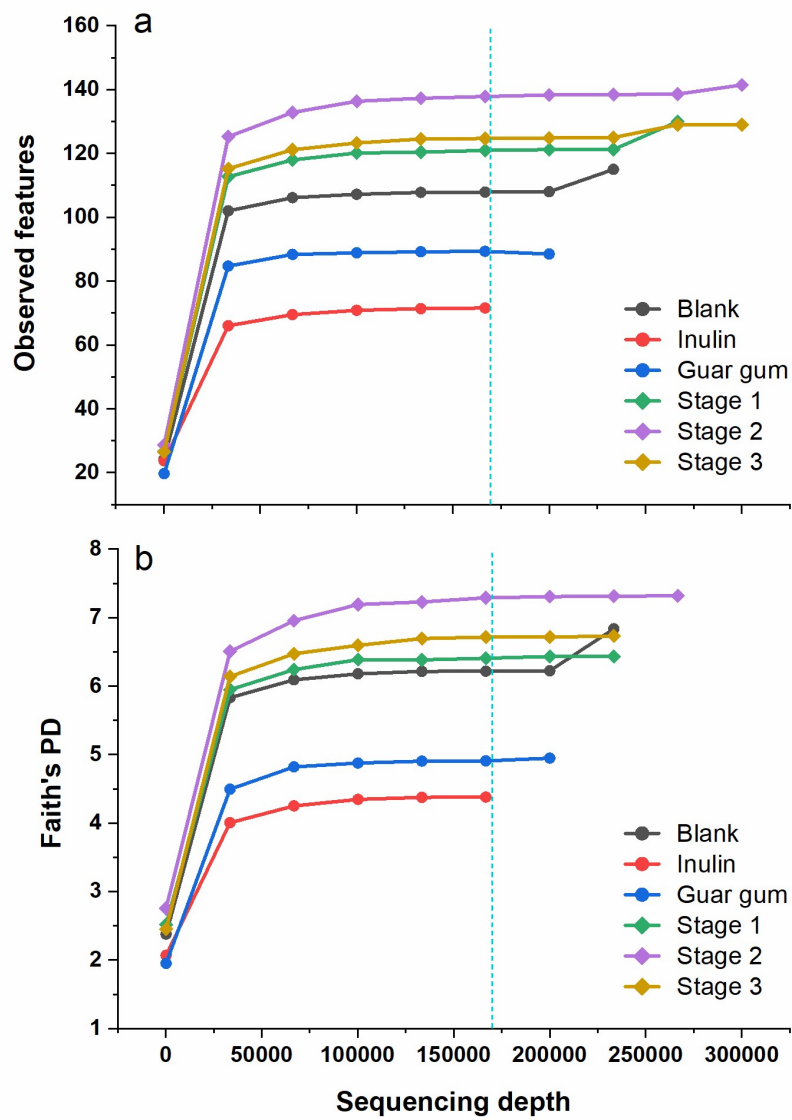 a
160
140
120
100
80
60
40
20
Observed features
Blank
Inulin
Guar gum
Stage 1
Stage 2
Stage 3
b
8
7
6
5
4
3
2
1
Faith's PD
Blank
Inulin
Guar gum
Stage 1
Stage 2
Stage 3
0 50000 100000 150000 200000 250000 300000
Sequencing depth